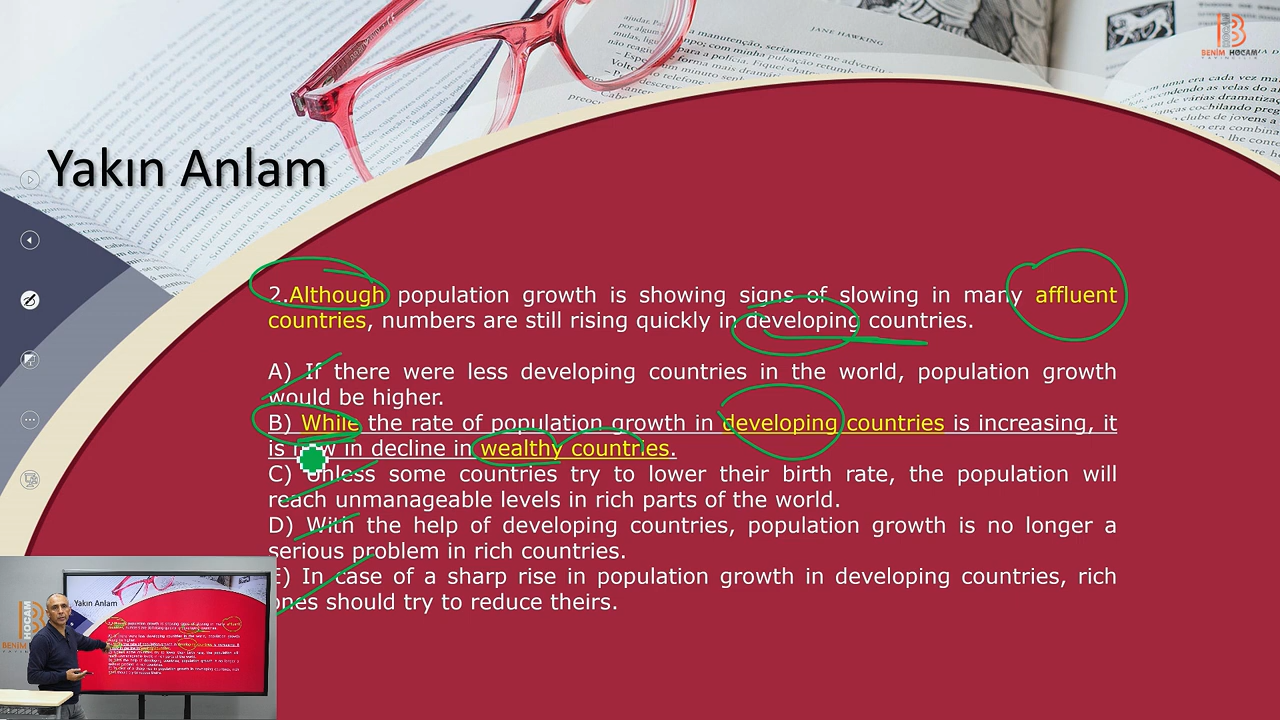 JANE HAWKING
BENİM HOCAM
Yakın Anlam
2.Although population growth is showing signs of slowing in many affluent
countries, numbers are still rising quickly in developing countries.
A) If there were less developing countries in the world, population growth
would be higher.
B) While the rate of population growth in developing countries is increasing, it
is now in decline in wealthy countries.
C) Unless some countries try to lower their birth rate, the population will
reach unmanageable levels in rich parts of the world.
D) With the help of developing countries, population growth is no longer a
serious problem in rich countries.
E) In case of a sharp rise in population growth in developing countries, rich
ones should try to reduce theirs.
Yakın Anlam
BENİM HOCAM